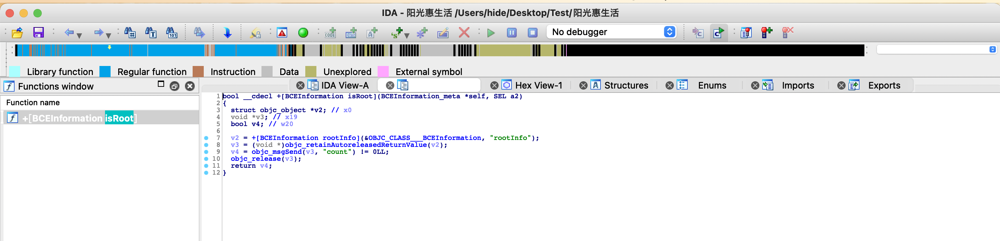 IDA - 阳光惠生活 /Users/hide/Desktop/Test/阳光惠生活
No debugger
Library function Regular function Instruction Data Unexplored External symbol
Functions window
IDA View-A Hex View-1 Structures Enums Imports Exports
Function name
+[BCEInformation isRoot]
1 bool __cdecl +[BCEInformation isRoot](BCEInformation_meta *self, SEL a2)
2 {
3 struct objc_object *v2; // x0
4 void *v3; // x19
5 bool v4; // w20
6
7 v2 = +[BCEInformation rootInfo](&OBJC_CLASS___BCEInformation, "rootInfo");
8 v3 = (void *)objc_retainAutoreleasedReturnValue(v2);
9 v4 = objc_msgSend(v3, "count") != 0LL;
10 objc_release(v3);
11 return v4;
12 }